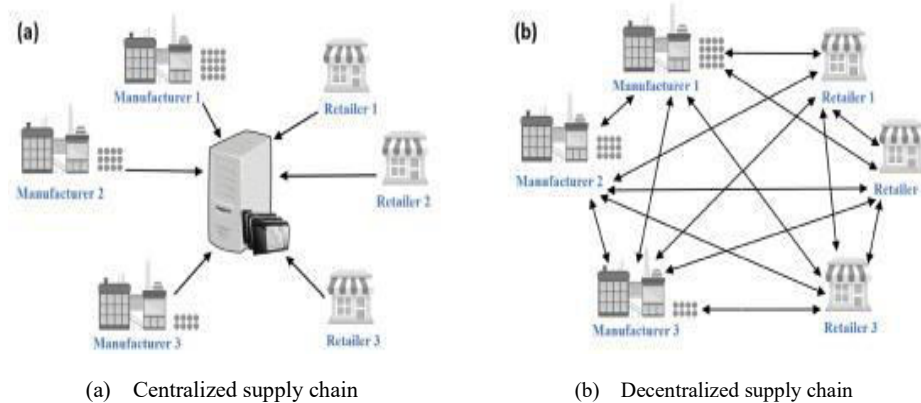 (a)
Manufacturer 1
Retailer 1
Manufacturer 2
Retailer 2
Manufacturer 3
Retailer 3
(b)
Manufacturer 1
Retailer 1
Manufacturer 2
Retailer
Manufacturer 3
Retailer 3
(a) Centralized supply chain
(b) Decentralized supply chain